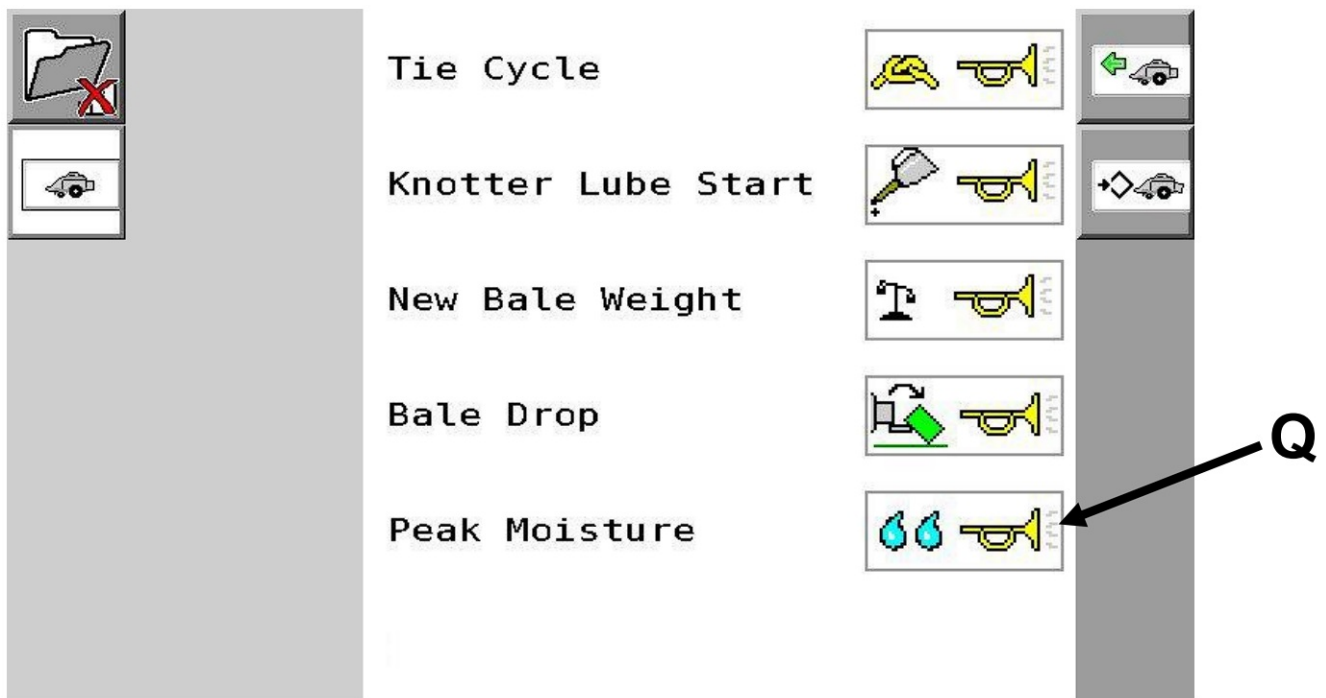 Tie Cycle
Knotter Lube Start
New Bale Weight
Bale Drop
Q
Peak Moisture